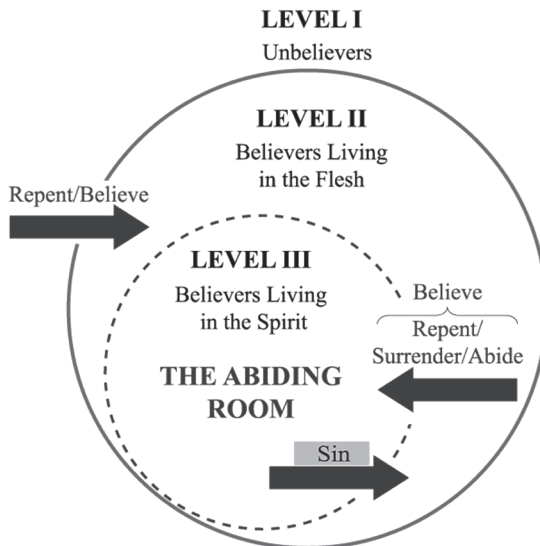 LEVEL I
Unbelievers
LEVEL II
Believers Living
in the Flesh
Repent/Believe
LEVEL III
Believers Living
in the Spirit
Believe
Repent/
Surrender/Abide
THE ABIDING
ROOM
Sin